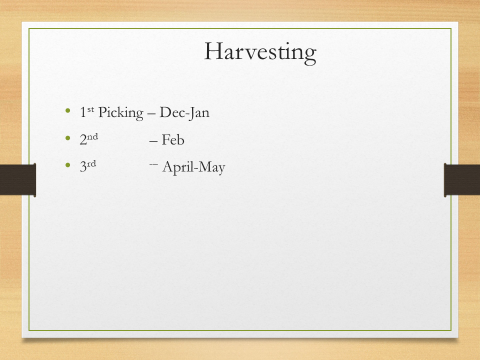 Harvesting
• 1st Picking – Dec-Jan
• 2nd – Feb
• 3rd – April-May